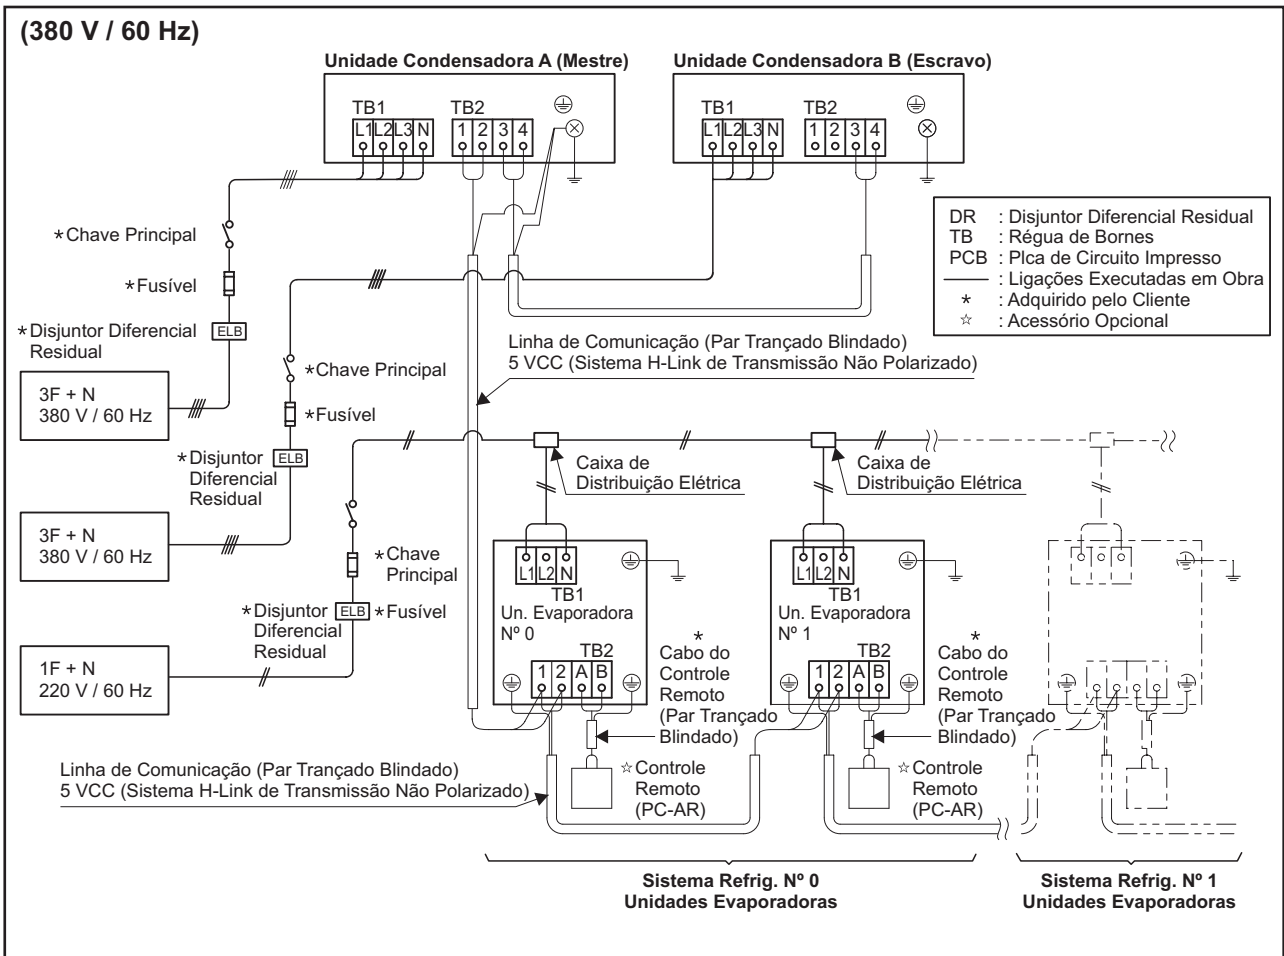 (380 V / 60 Hz)
Unidade Condensadora A (Mestre)
TB1
TB2
L1 L2 L3 N
1 2 3 4
Unidade Condensadora B (Escravo)
TB1
TB2
L1 L2 L3 N
1 2 3 4
DR : Disjuntor Diferencial Residual
TB : Régua de Bornes
PCB : Plca de Circuito Impresso
: Ligações Executadas em Obra
* : Adquirido pelo Cliente
☆ : Acessório Opcional
*Chave Principal
*Fusível
*Disjuntor Diferencial
Residual
ELB
3F + N
380 V / 60 Hz
*Chave Principal
*Fusível
*Disjuntor
Diferencial
Residual
ELB
3F + N
380 V / 60 Hz
*Chave
Principal
*Disjuntor
Diferencial
Residual
ELB
*Fusível
1F + N
220 V / 60 Hz
Linha de Comunicação (Par Trançado Blindado)
5 VCC (Sistema H-Link de Transmissão Não Polarizado)
Caixa de
Distribuição Elétrica
Caixa de
Distribuição Elétrica
L1 L2 N
TB1
Un. Evaporadora
Nº 0
TB2
1 2 A B
*
Cabo do
Controle
Remoto
(Par Trançado
Blindado)
☆Controle
Remoto
(PC-AR)
L1 L2 N
TB1
Un. Evaporadora
Nº 1
TB2
1 2 A B
*
Cabo do
Controle
Remoto
(Par Trançado
Blindado)
☆Controle
Remoto
(PC-AR)
Linha de Comunicação (Par Trançado Blindado)
5 VCC (Sistema H-Link de Transmissão Não Polarizado)
Sistema Refrig. Nº 0
Unidades Evaporadoras
Sistema Refrig. Nº 1
Unidades Evaporadoras